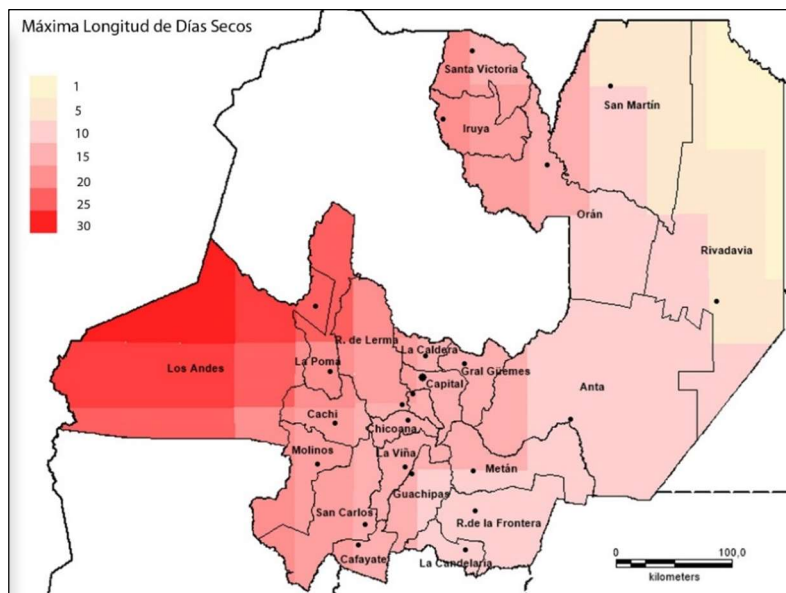 Máxima Longitud de Días Secos
1
5
10
15
20
25
30
Santa Victoria
San Martín
Iruya
Orán
Rivadavia
R. de Lerma
La Caldera
Los Andes
La Poma
Gral Güemes
Capital
Anta
Cachi
Chicoana
Molinos
La Viña
Metán
Guachipas
San Carlos
R.de la Frontera
Cafayate
La Candelaria
0 100,0
kilometers